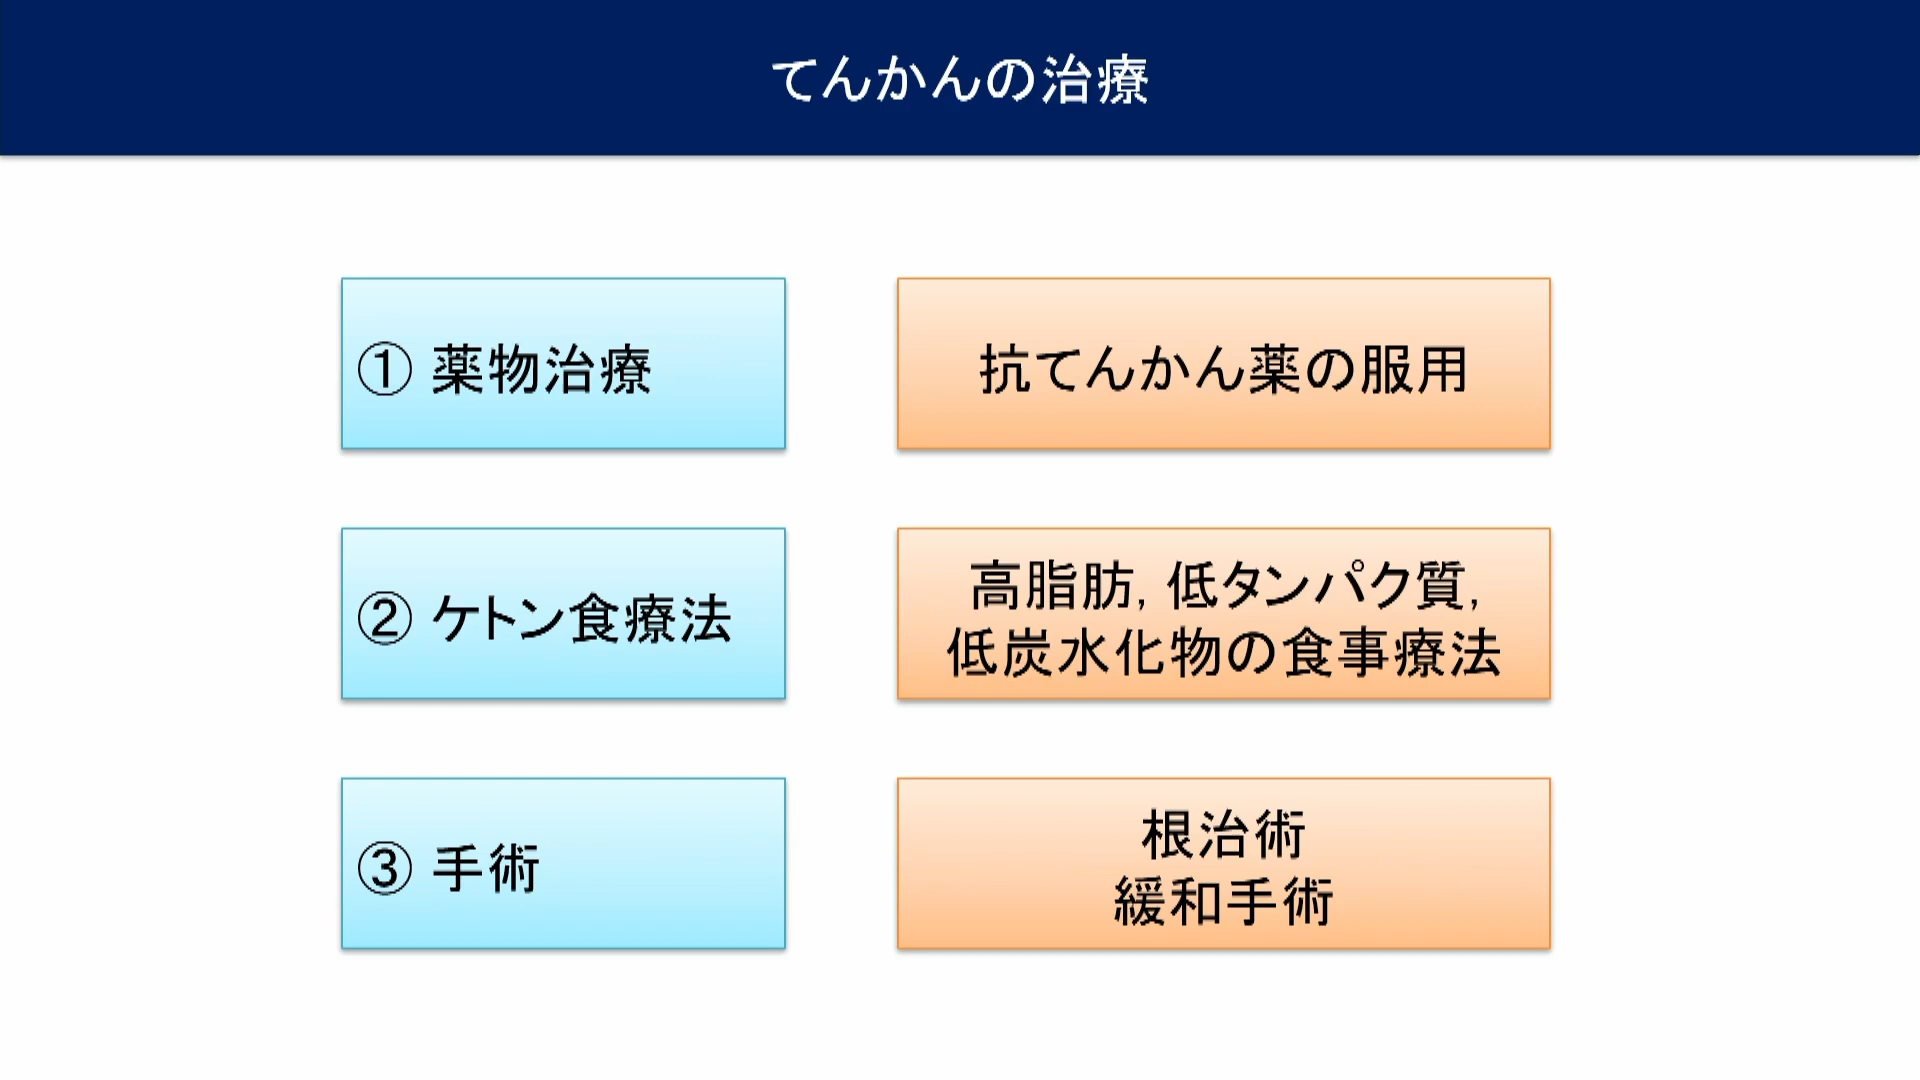 てんかんの治療
① 薬物治療
抗てんかん薬の服用
② ケトン食療法
高脂肪, 低タンパク質,
低炭水化物の食事療法
③ 手術
根治術
緩和手術